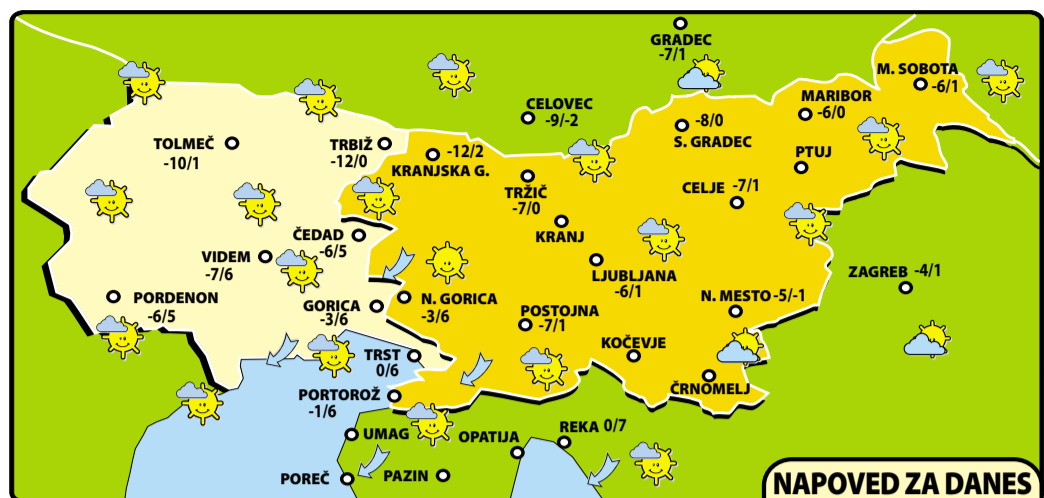 GRADEC
-7/1
M. SOBOTA
-6/1
MARIBOR
-6/0
CELOVEC
-9/-2
-8/0
S. GRADEC
TOLMEČ
-10/1
TRBIŽ
-12/0
-12/2
KRANJSKA G.
PTUJ
TRŽIČ
-7/0
CELJE -7/1
KRANJ
ČEDAD
-6/5
VIDEM
-7/6
LJUBLJANA
-6/1
ZAGREB -4/1
PORDENON
-6/5
GORICA
-3/6
N. GORICA
-3/6
POSTOJNA
-7/1
N. MESTO -5/-1
KOČEVJE
TRST
0/6
ČRNOMELJ
PORTOROŽ
-1/6
UMAG
OPATIJA
REKA 0/7
POREČ
PAZIN
NAPOVED ZA DANES